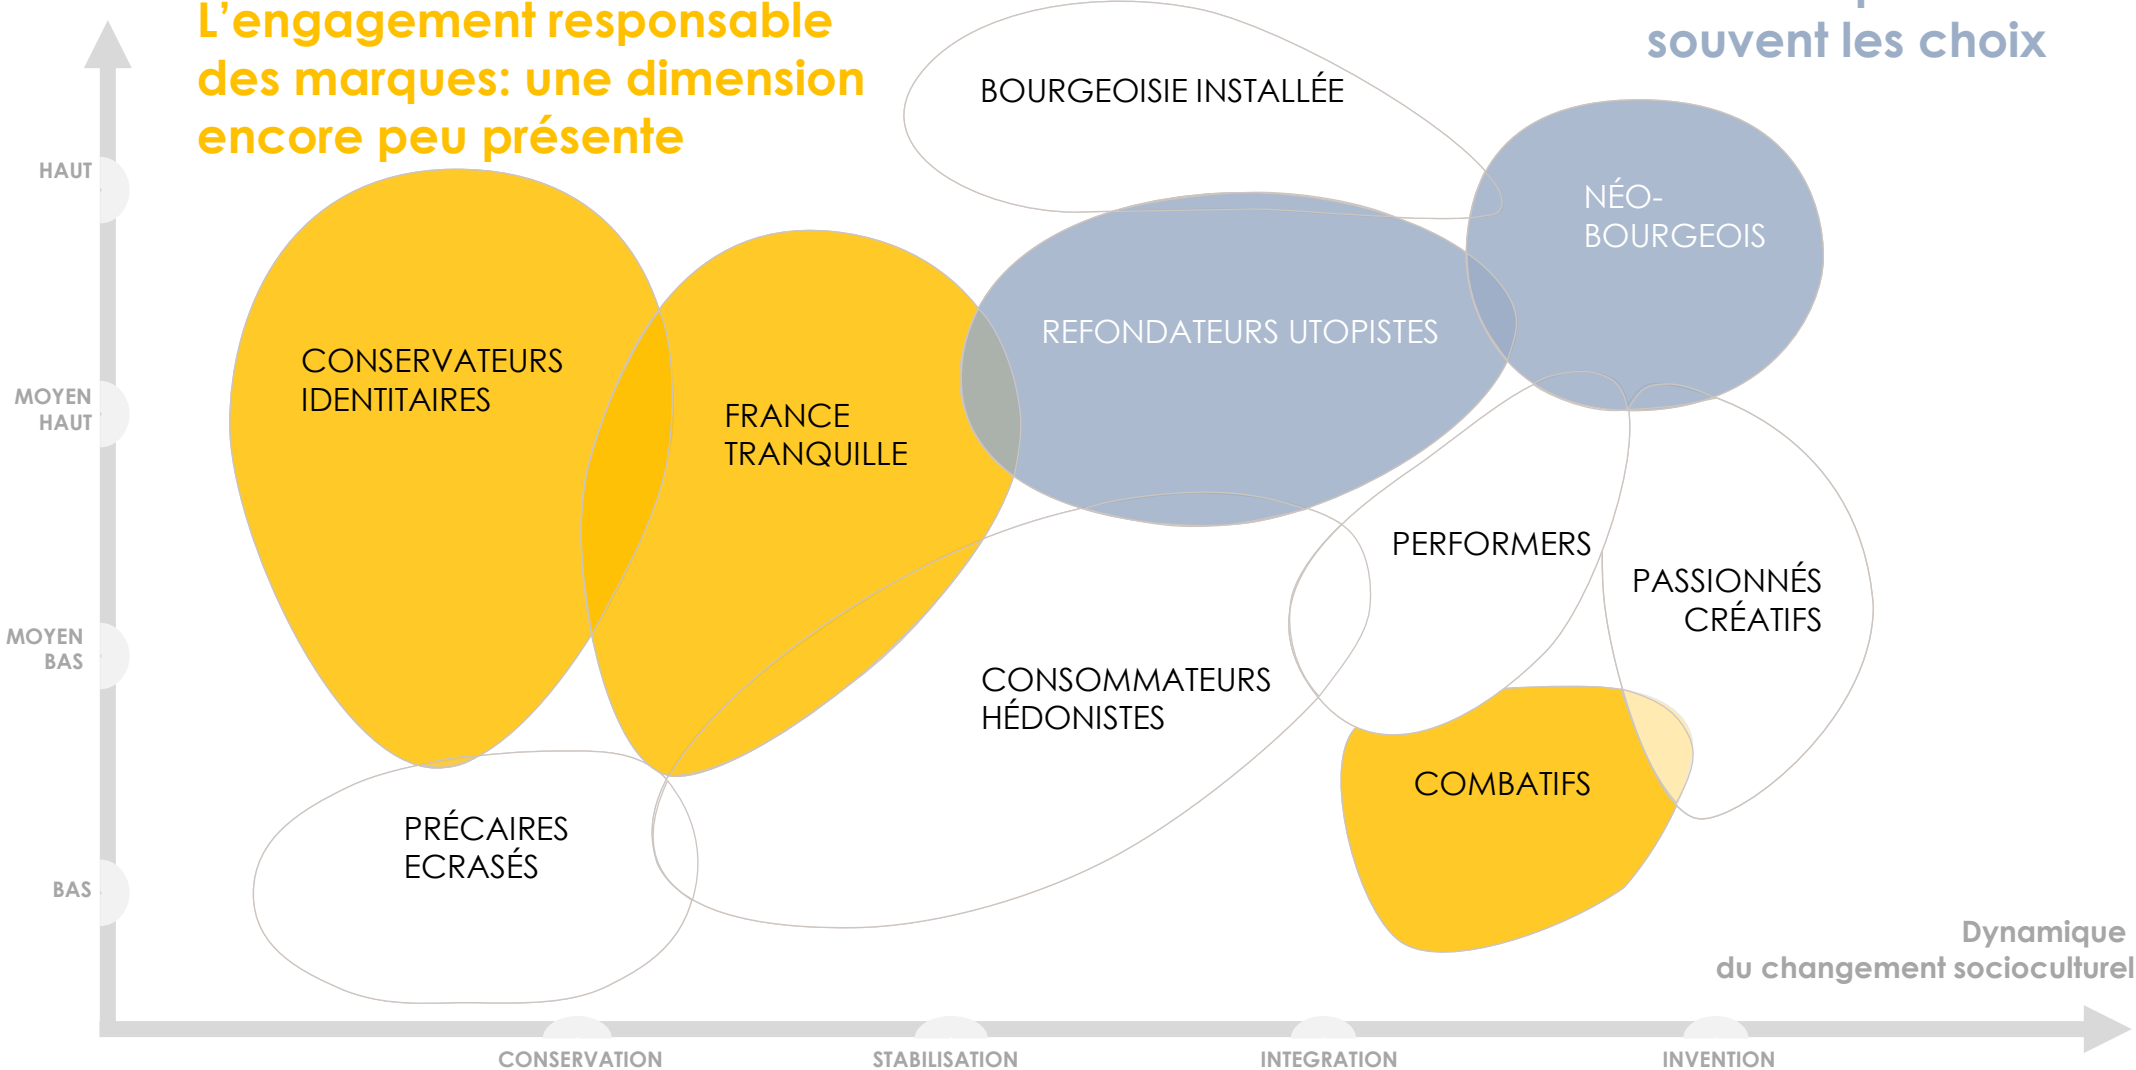 L’engagement responsable
des marques: une dimension
encore peu présente
souvent les choix
BOURGEOISIE INSTALLÉE
HAUT
NÉO-
BOURGEOIS
REFONDATEURS UTOPISTES
CONSERVATEURS
IDENTITAIRES
MOYEN
HAUT
FRANCE
TRANQUILLE
PERFORMERS
PASSIONNÉS
CRÉATIFS
MOYEN
BAS
CONSOMMATEURS
HÉDONISTES
COMBATIFS
PRÉCAIRES
ECRASÉS
BAS
Dynamique
du changement socioculturel
CONSERVATION
STABILISATION
INTEGRATION
INVENTION